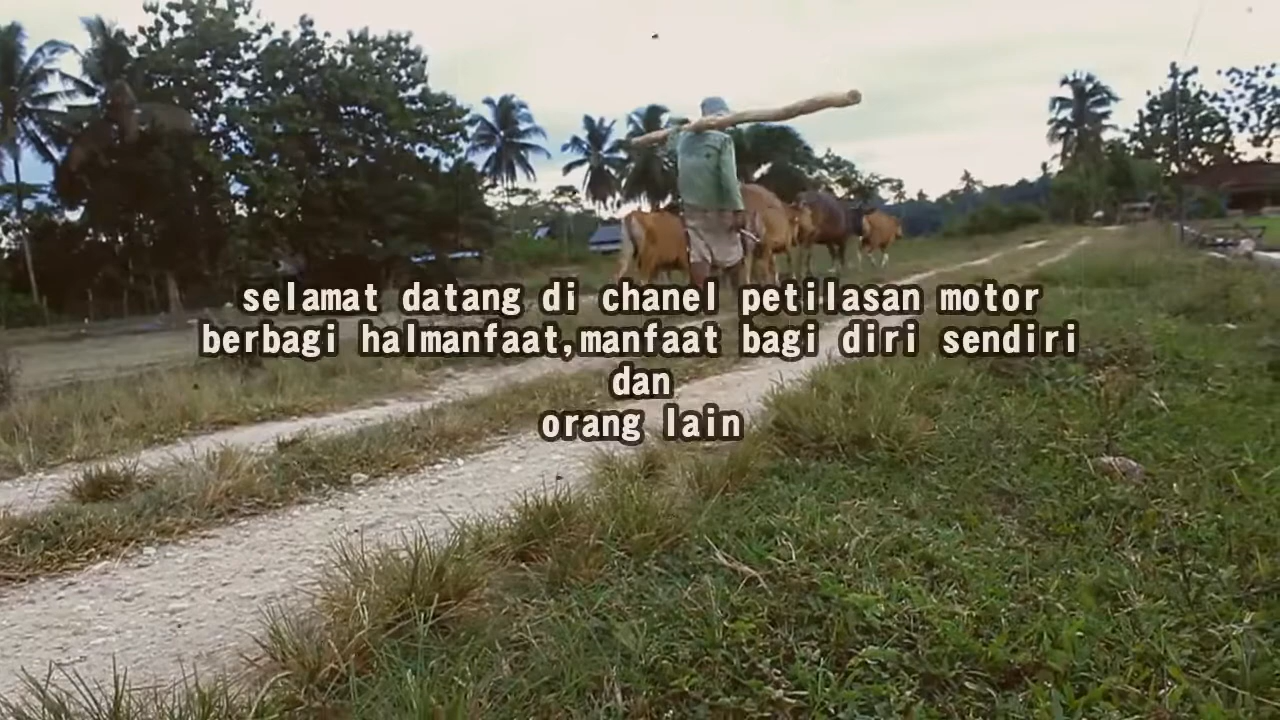 selamat datang di chanel petilasan motor
berbagi halmanfaat,manfaat bagi diri sendiri
dan
orang lain